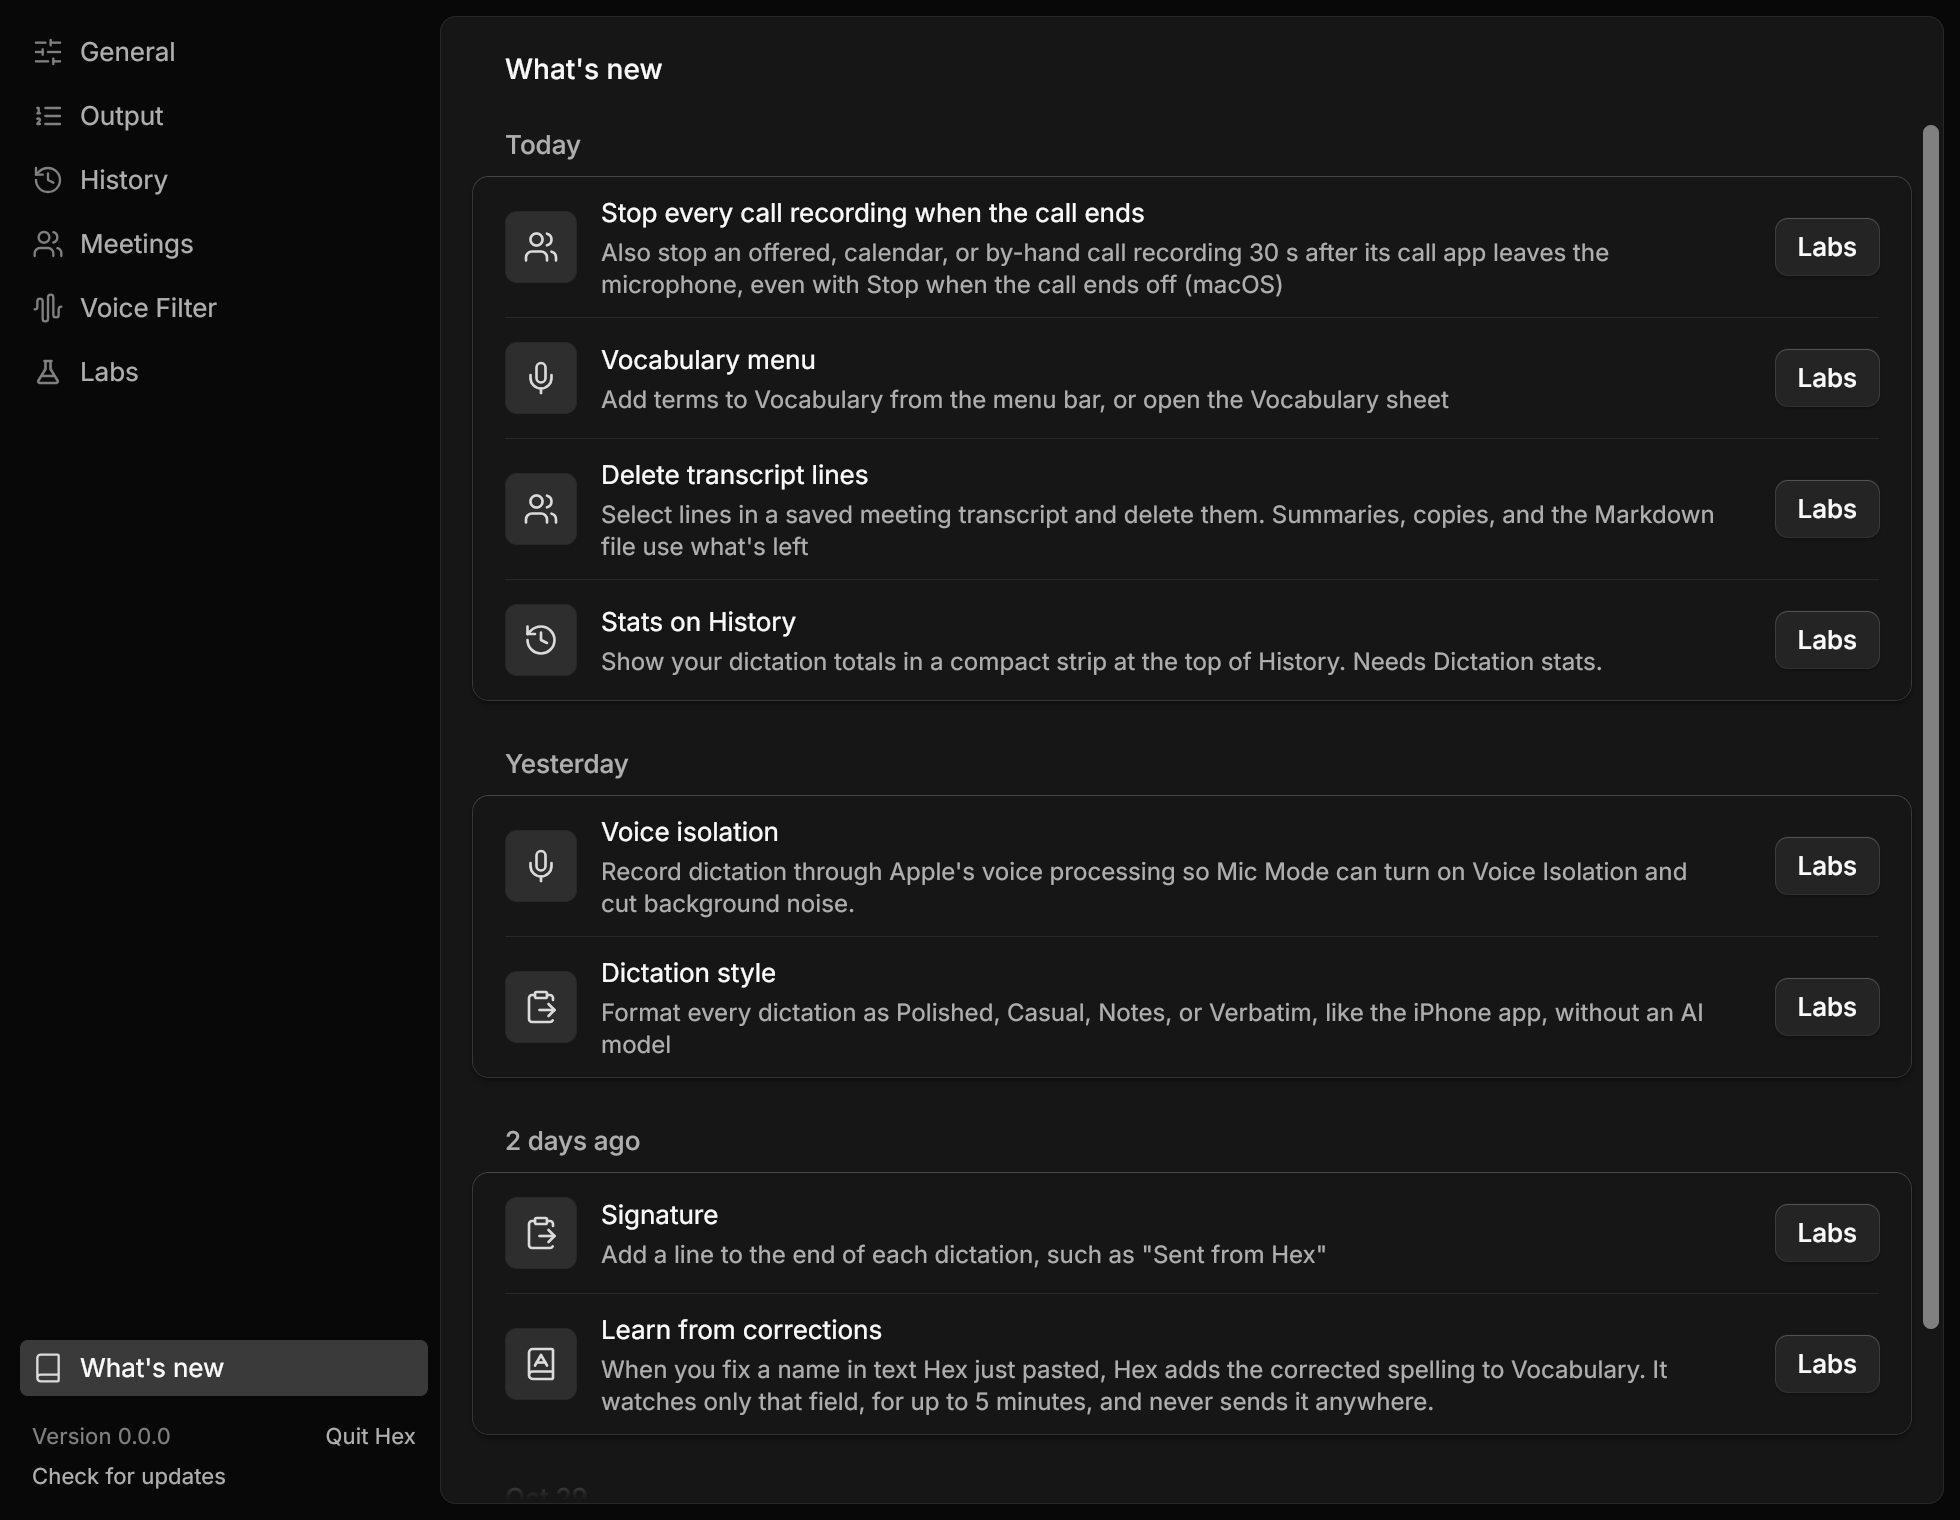 General
Output
History
Meetings
Voice Filter
Labs
What's new
Version 0.0.0
Quit Hex
Check for updates
What's new
Today
Stop every call recording when the call ends
Also stop an offered, calendar, or by-hand call recording 30 s after its call app leaves the
microphone, even with Stop when the call ends off (macOS)
Labs
Vocabulary menu
Add terms to Vocabulary from the menu bar, or open the Vocabulary sheet
Labs
Delete transcript lines
Select lines in a saved meeting transcript and delete them. Summaries, copies, and the Markdown
file use what's left
Labs
Stats on History
Show your dictation totals in a compact strip at the top of History. Needs Dictation stats.
Labs
Yesterday
Voice isolation
Record dictation through Apple's voice processing so Mic Mode can turn on Voice Isolation and
cut background noise.
Labs
Dictation style
Format every dictation as Polished, Casual, Notes, or Verbatim, like the iPhone app, without an AI
model
Labs
2 days ago
Signature
Add a line to the end of each dictation, such as "Sent from Hex"
Labs
Learn from corrections
When you fix a name in text Hex just pasted, Hex adds the corrected spelling to Vocabulary. It
watches only that field, for up to 5 minutes, and never sends it anywhere.
Labs